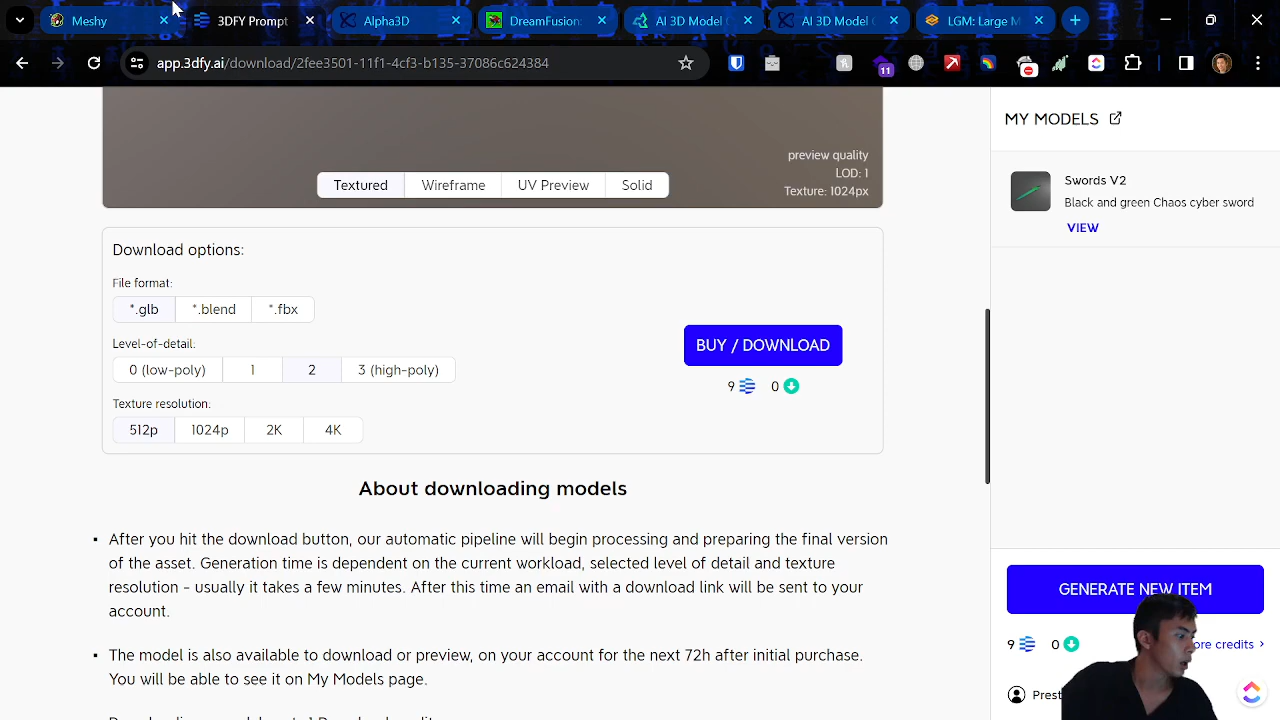 Meshy
3DFY Prompt
Alpha3D
DreamFusion:
AI 3D Model G
AI 3D Model G
LGM: Large M
app.3dfy.ai/download/2fee3501-11f1-4cf3-b135-37086c624384
11
preview quality
LOD: 1
Texture: 1024px
Textured
Wireframe
UV Preview
Solid
Download options:
File format:
*.glb
*.blend
*.fbx
Level-of-detail:
0 (low-poly)
1
2
3 (high-poly)
Texture resolution:
512p
1024p
2K
4K
BUY / DOWNLOAD
9
0
About downloading models
▪ After you hit the download button, our automatic pipeline will begin processing and preparing the final version
of the asset. Generation time is dependent on the current workload, selected level of detail and texture
resolution - usually it takes a few minutes. After this time an email with a download link will be sent to your
account.
▪ The model is also available to download or preview, on your account for the next 72h after initial purchase.
You will be able to see it on My Models page.
MY MODELS
Swords V2
Black and green Chaos cyber sword
VIEW
GENERATE NEW ITEM
9
0
ore credits >
Prest